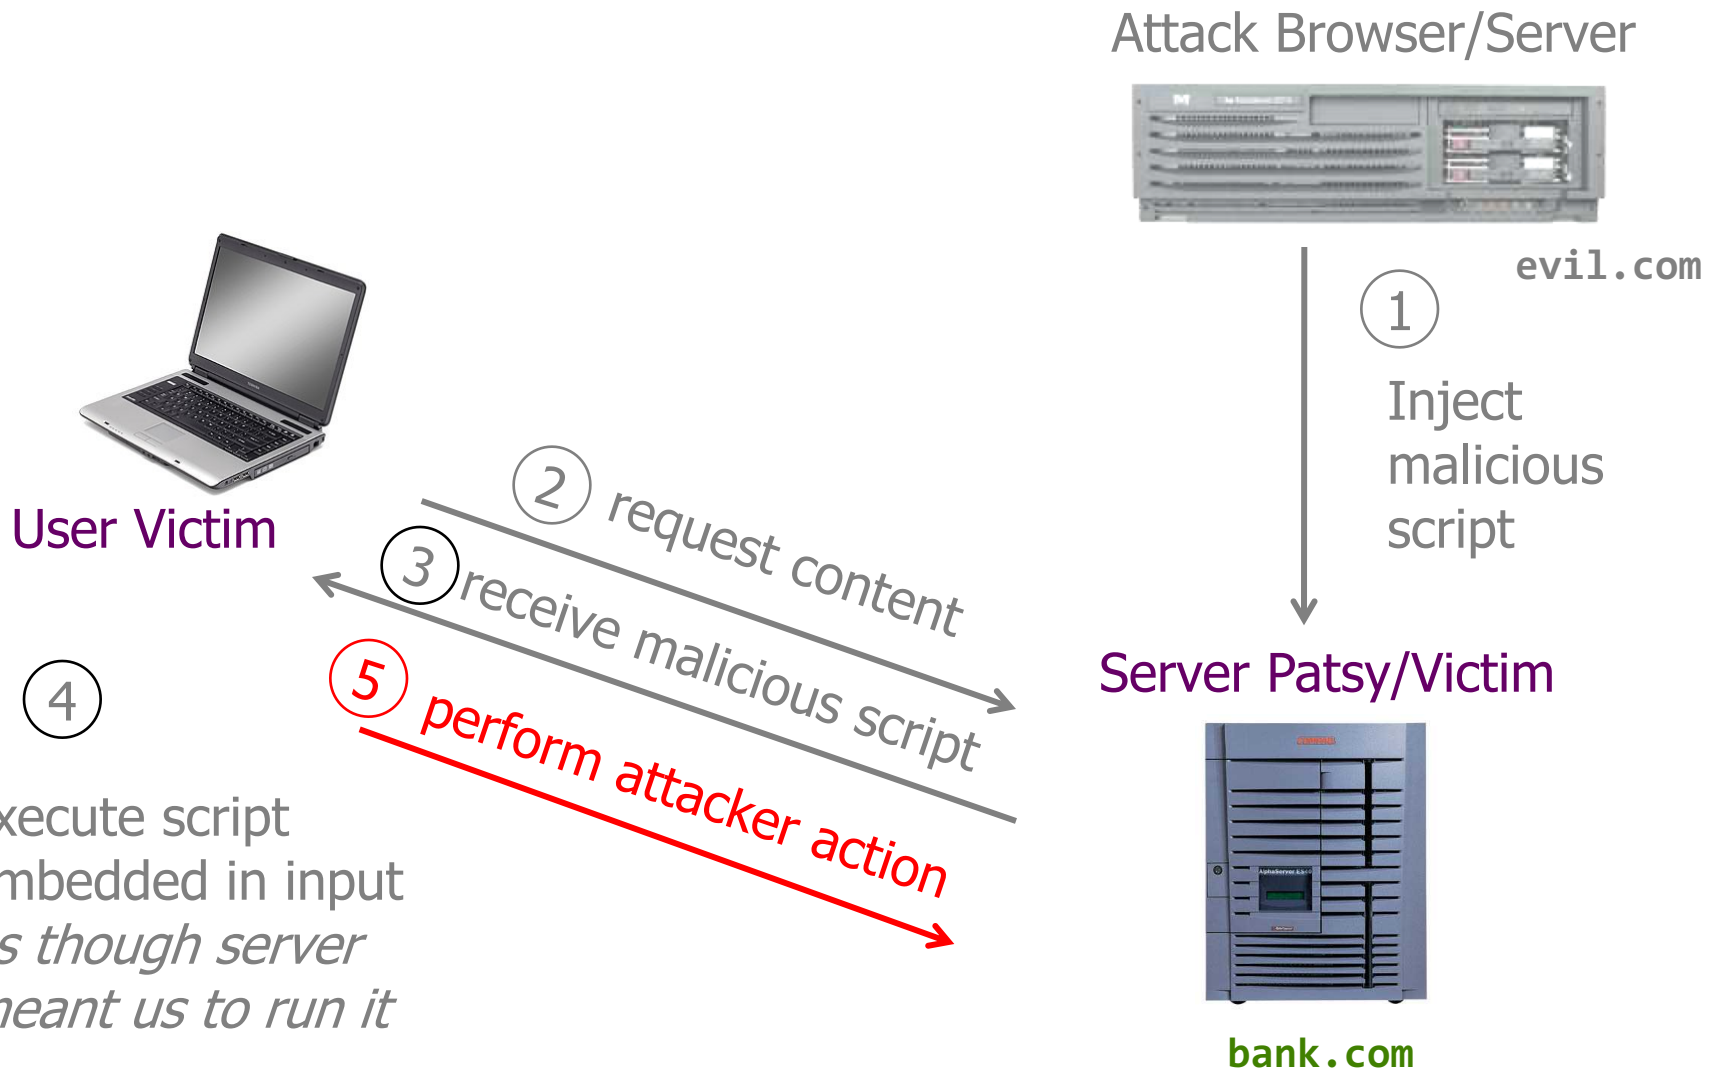 Attack Browser/Server
evil.com
1
Inject
malicious
script
2 request content
User Victim
3 receive malicious script
Server Patsy/Victim
4
5 perform attacker action
xecute script
mbedded in input
s though server
neant us to run it
AlphaServer ES40
bank.com